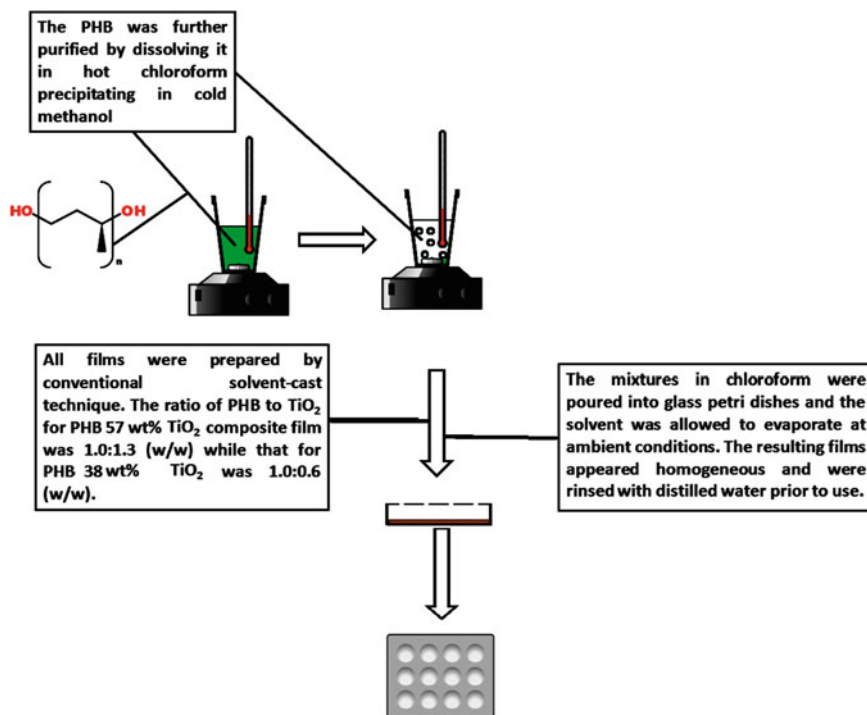 The PHB was further
purified by dissolving it
in hot chloroform
precipitating in cold
methanol
HO
OH
n
All films were prepared by
conventional solvent-cast
technique. The ratio of PHB to TiO₂
for PHB 57 wt% TiO₂ composite film
was 1.0:1.3 (w/w) while that for
PHB 38 wt% TiO₂ was 1.0:0.6
(w/w).
The mixtures in chloroform were
poured into glass petri dishes and the
solvent was allowed to evaporate at
ambient conditions. The resulting films
appeared homogeneous and were
rinsed with distilled water prior to use.